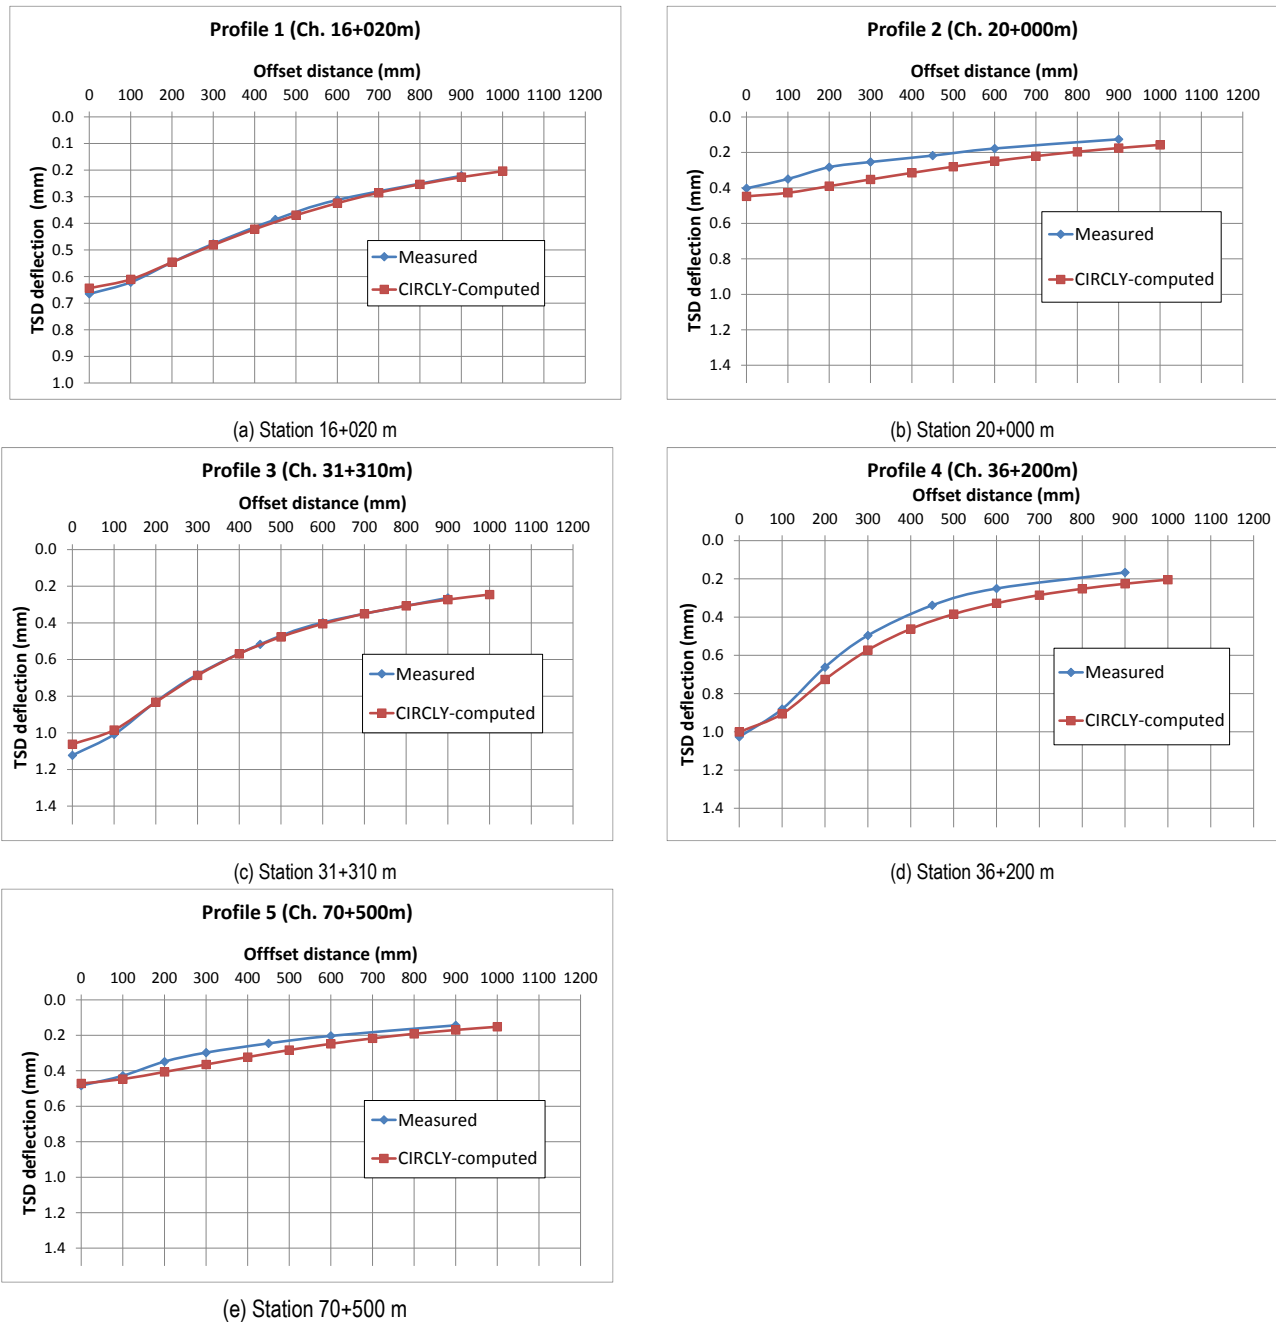 Profile 1 (Ch. 16+020m)
Offset distance (mm)
0 100 200 300 400 500 600 700 800 900 1000 1100 1200
TSD deflection (mm)
0.0
0.1
0.2
0.3
0.4
0.5
0.6
0.7
0.8
0.9
1.0
Measured
CIRCLY-Computed
(a) Station 16+020 m
Profile 2 (Ch. 20+000m)
Offset distance (mm)
0 100 200 300 400 500 600 700 800 900 1000 1100 1200
TSD deflection (mm)
0.0
0.2
0.4
0.6
0.8
1.0
1.2
1.4
Measured
CIRCLY-computed
(b) Station 20+000 m
Profile 3 (Ch. 31+310m)
Offset distance (mm)
0 100 200 300 400 500 600 700 800 900 1000 1100 1200
TSD deflection (mm)
0.0
0.2
0.4
0.6
0.8
1.0
1.2
1.4
Measured
CIRCLY-computed
(c) Station 31+310 m
Profile 4 (Ch. 36+200m)
Offset distance (mm)
0 100 200 300 400 500 600 700 800 900 1000 1100 1200
TSD deflection (mm)
0.0
0.2
0.4
0.6
0.8
1.0
1.2
1.4
Measured
CIRCLY-computed
(d) Station 36+200 m
Profile 5 (Ch. 70+500m)
Offfset distance (mm)
0 100 200 300 400 500 600 700 800 900 1000 1100 1200
TSD deflection (mm)
0.0
0.2
0.4
0.6
0.8
1.0
1.2
1.4
Measured
CIRCLY-computed
(e) Station 70+500 m